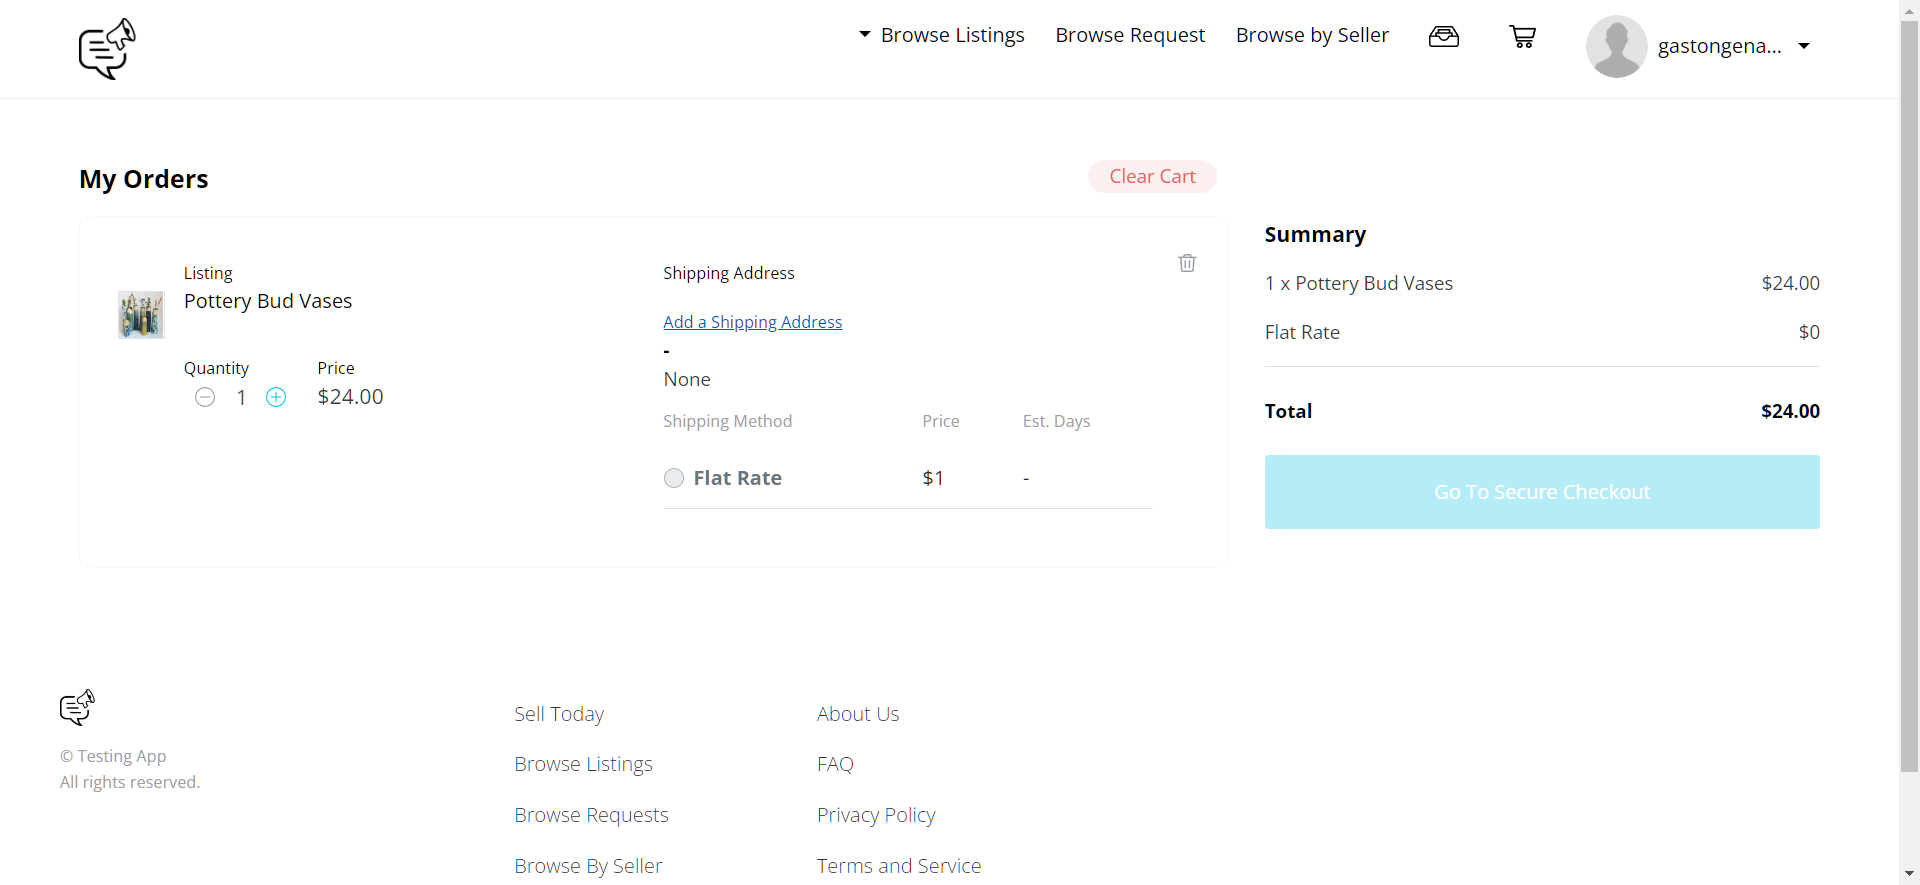 Browse Listings
Browse Request
Browse by Seller
gastongena...
My Orders
Clear Cart
Listing
Pottery Bud Vases
Quantity
1
Price
$24.00
Shipping Address
Add a Shipping Address
-
None
Shipping Method Price Est. Days
Flat Rate $1 -
Summary
1 x Pottery Bud Vases $24.00
Flat Rate $0
Total $24.00
Go To Secure Checkout
© Testing App
All rights reserved.
Sell Today
Browse Listings
Browse Requests
Browse By Seller
About Us
FAQ
Privacy Policy
Terms and Service